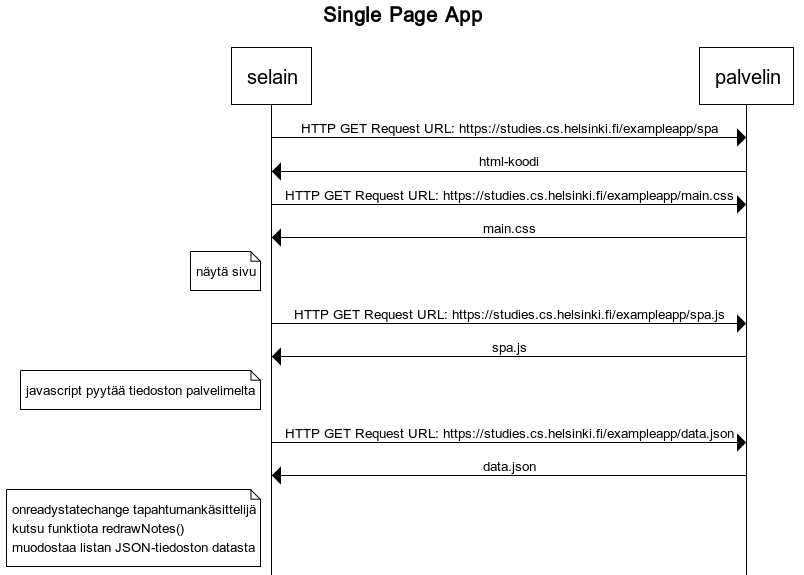 Single Page App
selain
palvelin
HTTP GET Request URL: https://studies.cs.helsinki.fi/exampleapp/spa
html-koodi
HTTP GET Request URL: https://studies.cs.helsinki.fi/exampleapp/main.css
main.css
näytä sivu
HTTP GET Request URL: https://studies.cs.helsinki.fi/exampleapp/spa.js
spa.js
javascript pyytää tiedoston palvelimelta
HTTP GET Request URL: https://studies.cs.helsinki.fi/exampleapp/data.json
data.json
onreadystatechange tapahtumankäsittelijä
kutsu funktiota redrawNotes()
muodostaa listan JSON-tiedoston datasta